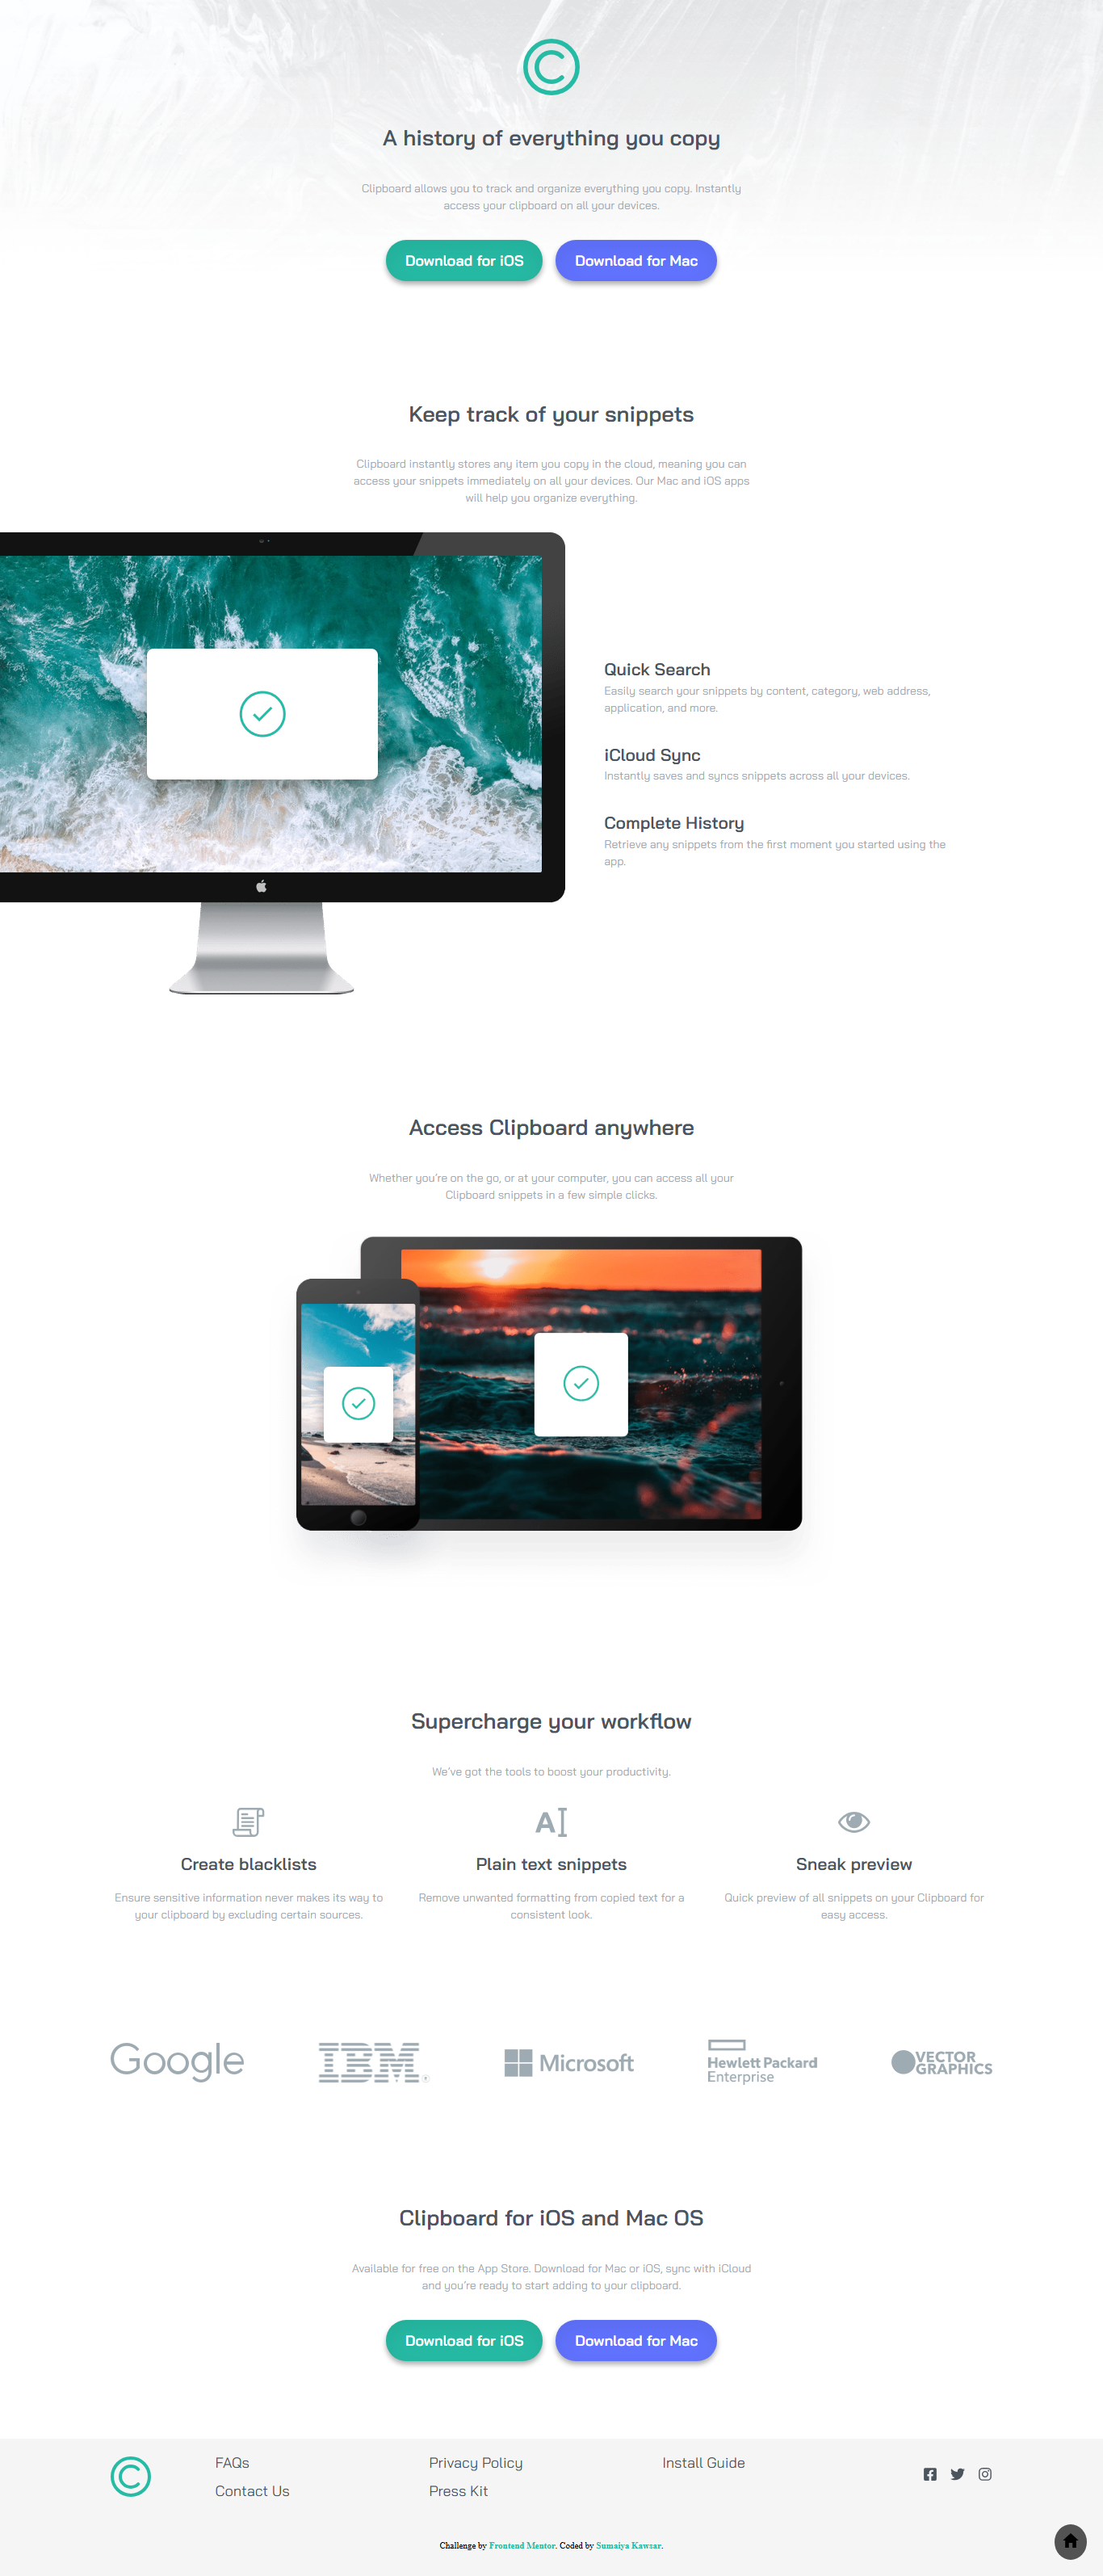 A history of everything you copy
Clipboard allows you to track and organize everything you copy. Instantly
access your clipboard on all your devices.
Download for iOS
Download for Mac
Keep track of your snippets
Clipboard instantly stores any item you copy in the cloud, meaning you can
access your snippets immediately on all your devices. Our Mac and iOS apps
will help you organize everything.
Quick Search
Easily search your snippets by content, category, web address,
application, and more.
iCloud Sync
Instantly saves and syncs snippets across all your devices.
Complete History
Retrieve any snippets from the first moment you started using the
app.
Access Clipboard anywhere
Whether you're on the go, or at your computer, you can access all your
Clipboard snippets in a few simple clicks.
Supercharge your workflow
We've got the tools to boost your productivity.
Create blacklists
Ensure sensitive information never makes its way to
your clipboard by excluding certain sources.
Plain text snippets
Remove unwanted formatting from copied text for a
consistent look.
Sneak preview
Quick preview of all snippets on your Clipboard for
easy access.
Google
IBM
Microsoft
Hewlett Packard
Enterprise
VECTOR
GRAPHICS
Clipboard for iOS and Mac OS
Available for free on the App Store. Download for Mac or iOS, sync with iCloud
and you're ready to start adding to your clipboard.
Download for iOS
Download for Mac
FAQs
Contact Us
Privacy Policy
Press Kit
Install Guide
Challenge by Frontend Mentor. Coded by Sumaiya Kawsar.